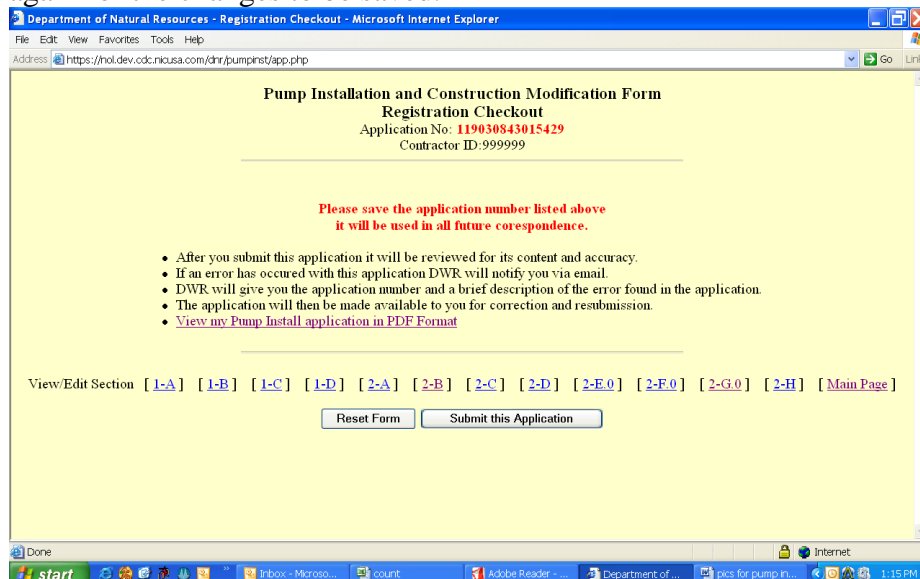 again for the changes to be saved.
Department of Natural Resources - Registration Checkout - Microsoft Internet Explorer
File Edit View Favorites Tools Help
Address https://nol.dev.cdc.nicusa.com/dnr/pumpinst/app.php Go Lin
Pump Installation and Construction Modification Form
Registration Checkout
Application No: 119030843015429
Contractor ID:999999
Please save the application number listed above
it will be used in all future corespondence.
• After you submit this application it will be reviewed for its content and accuracy.
• If an error has occured with this application DWR will notify you via email.
• DWR will give you the application number and a brief description of the error found in the application.
• The application will then be made available to you for correction and resubmission.
• View my Pump Install application in PDF Format
View/Edit Section [ 1-A ] [ 1-B ] [ 1-C ] [ 1-D ] [ 2-A ] [ 2-B ] [ 2-C ] [ 2-D ] [ 2-E.0 ] [ 2-F.0 ] [ 2-G.0 ] [ 2-H ] [ Main Page ]
Reset Form Submit this Application
Done Internet
start Inbox - Microso... count Adobe Reader - ... Department of ... pics for pump in... 1:15 PM